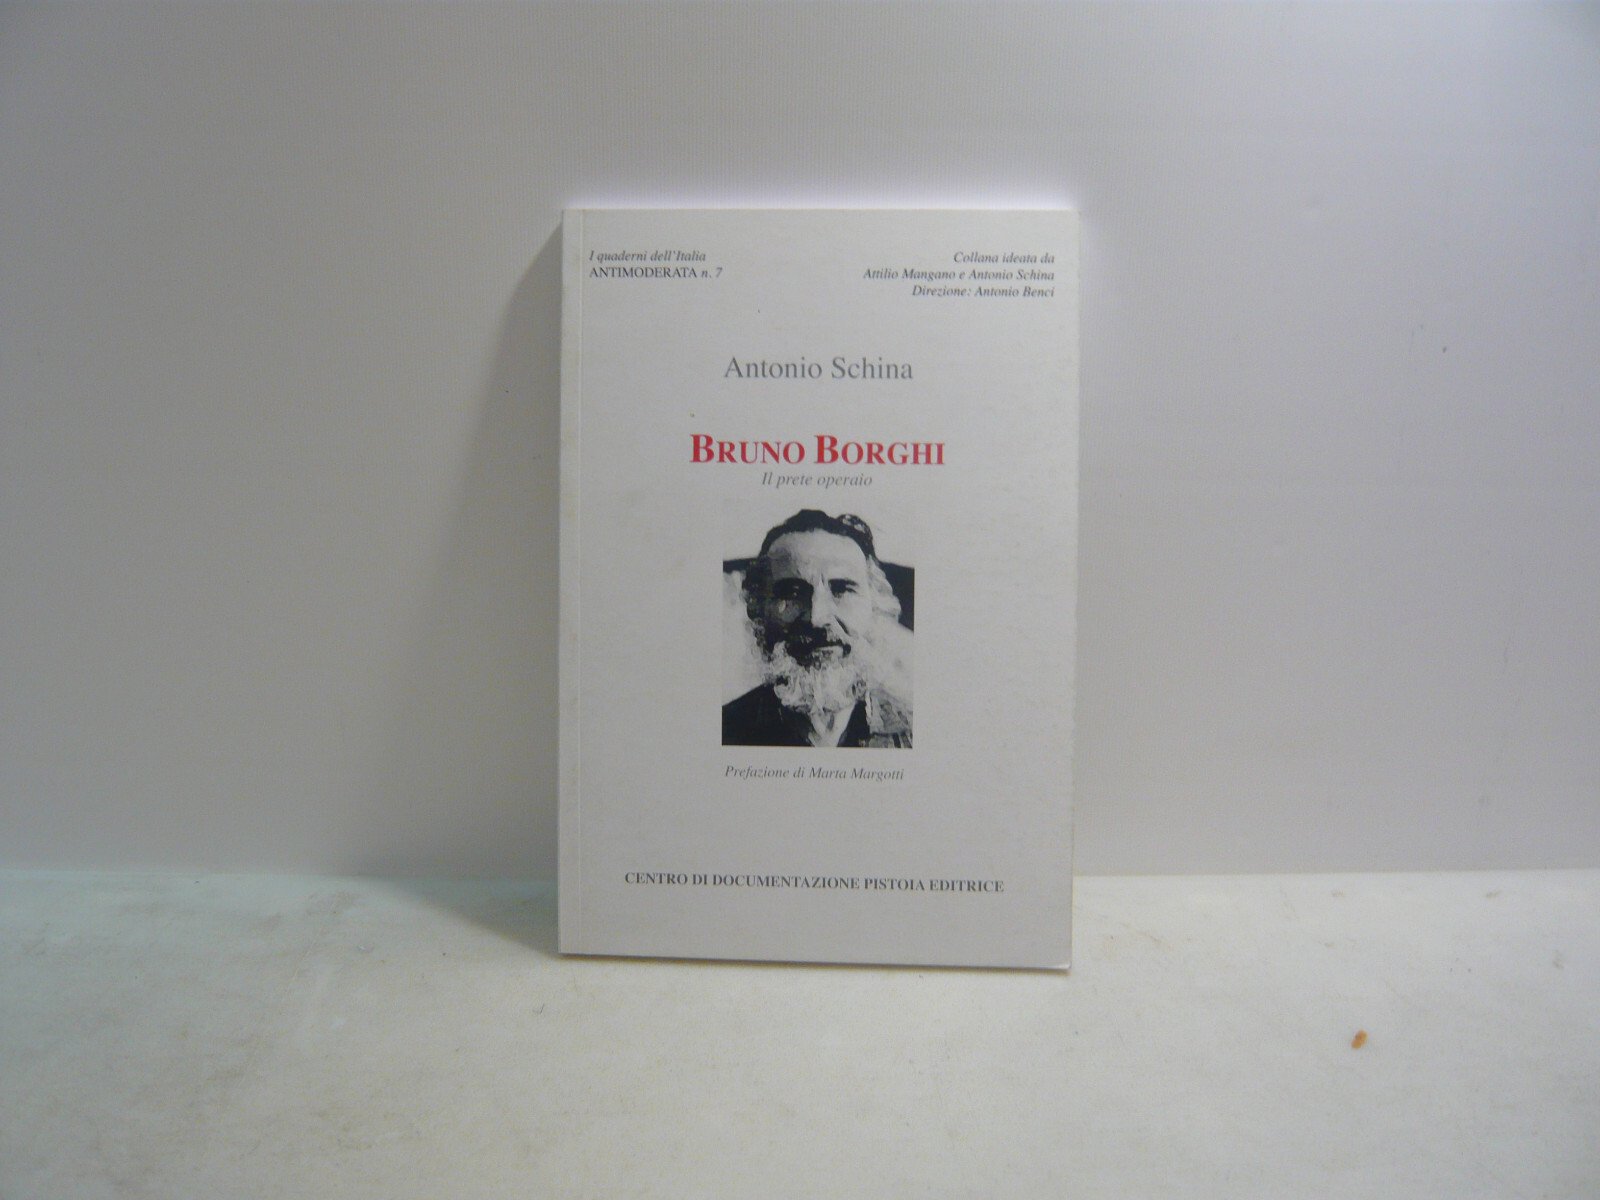 I quaderni dell'Italia
ANTIMODERATA n. 7
Collana ideata da
Attilio Mangano e Antonio Schina
Direzione: Antonio Benci
Antonio Schina
BRUNO BORGHI
Il prete operaio
Prefazione di Marta Margotti
CENTRO DI DOCUMENTAZIONE PISTOIA EDITRICE